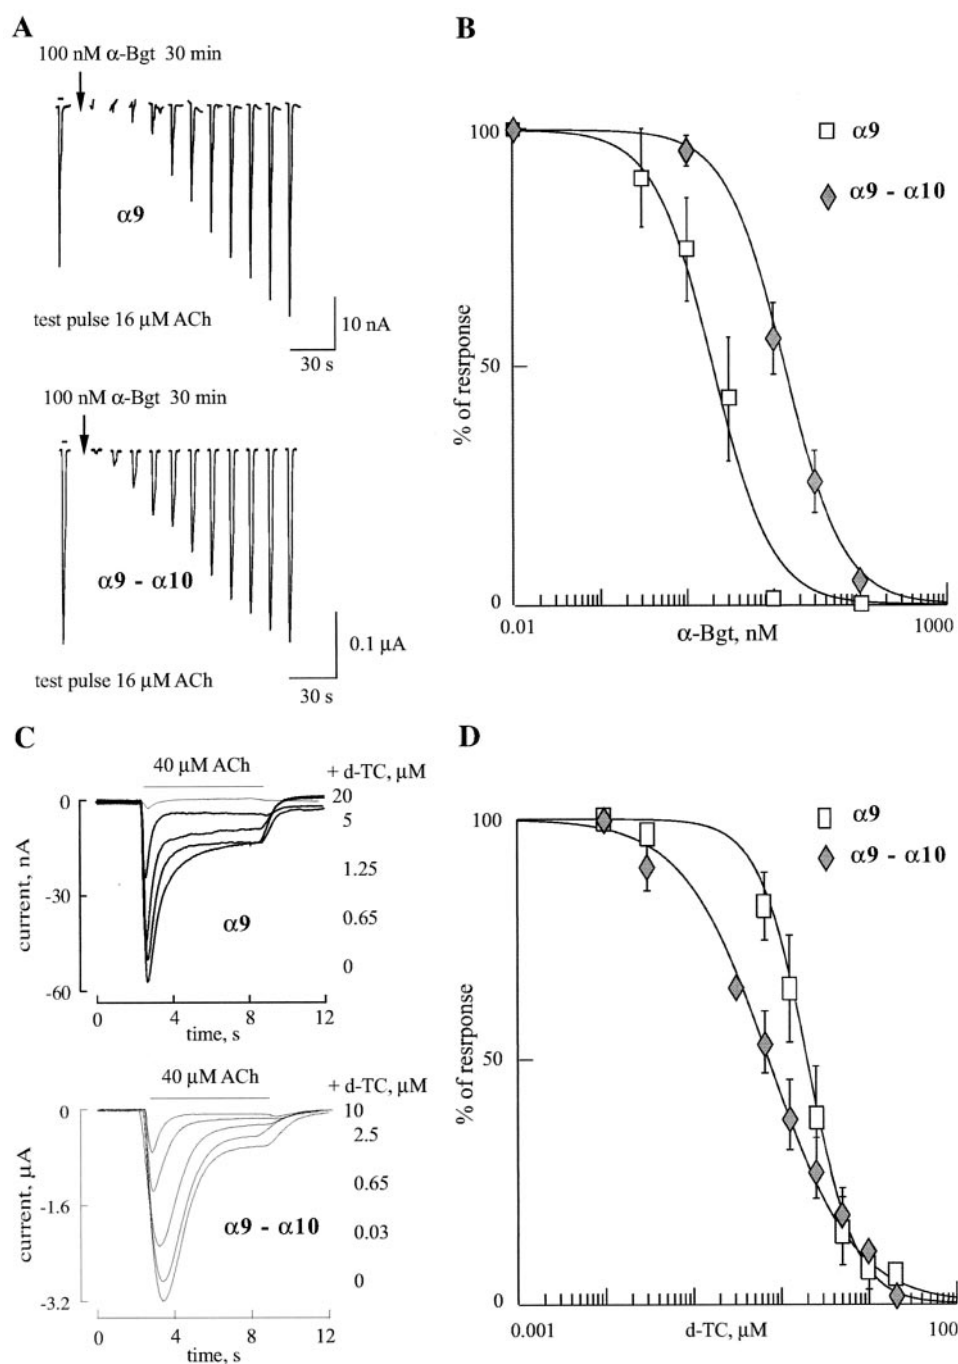 A
100 nM α-Bgt 30 min
α9
test pulse 16 μM ACh
10 nA
30 s
100 nM α-Bgt 30 min
α9 - α10
0.1 μA
test pulse 16 μM ACh
30 s
B
100
50
0
% of resrponse
α9
α9 - α10
0.01
α-Bgt, nM
1000
C
40 μM ACh
+ d-TC, μM
0
-30
-60
current, nA
20
5
1.25
0.65
0
α9
0 4 8 12
time, s
40 μM ACh
+ d-TC, μM
0
-1.6
-3.2
current, μA
10
2.5
0.65
0.03
0
α9 - α10
0 4 8 12
time, s
D
100
50
0
% of resrponse
α9
α9 - α10
0.001
d-TC, μM
100